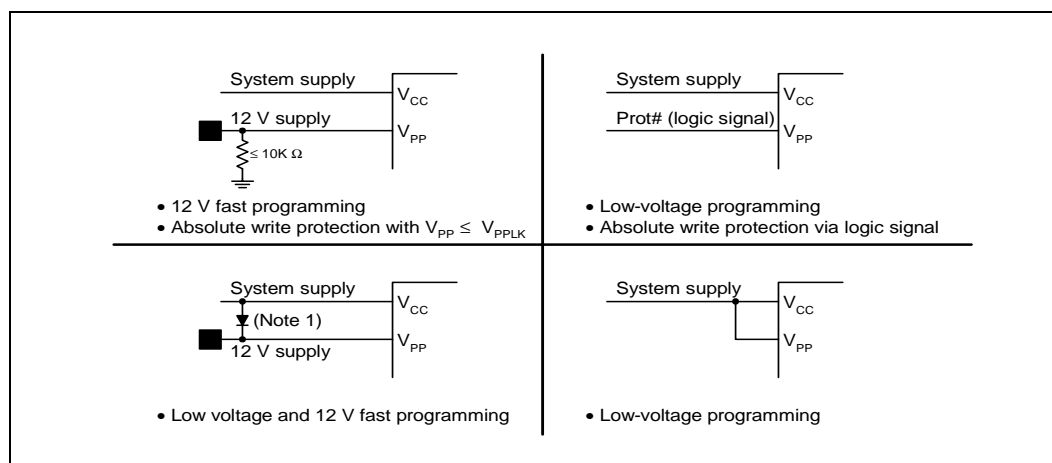 System supply
V_CC
12 V supply
V_PP
≤ 10K Ω
• 12 V fast programming
• Absolute write protection with V_PP ≤ V_PPLK
System supply
V_CC
Prot# (logic signal)
V_PP
• Low-voltage programming
• Absolute write protection via logic signal
System supply
V_CC
(Note 1)
V_PP
12 V supply
• Low voltage and 12 V fast programming
System supply
V_CC
V_PP
• Low-voltage programming